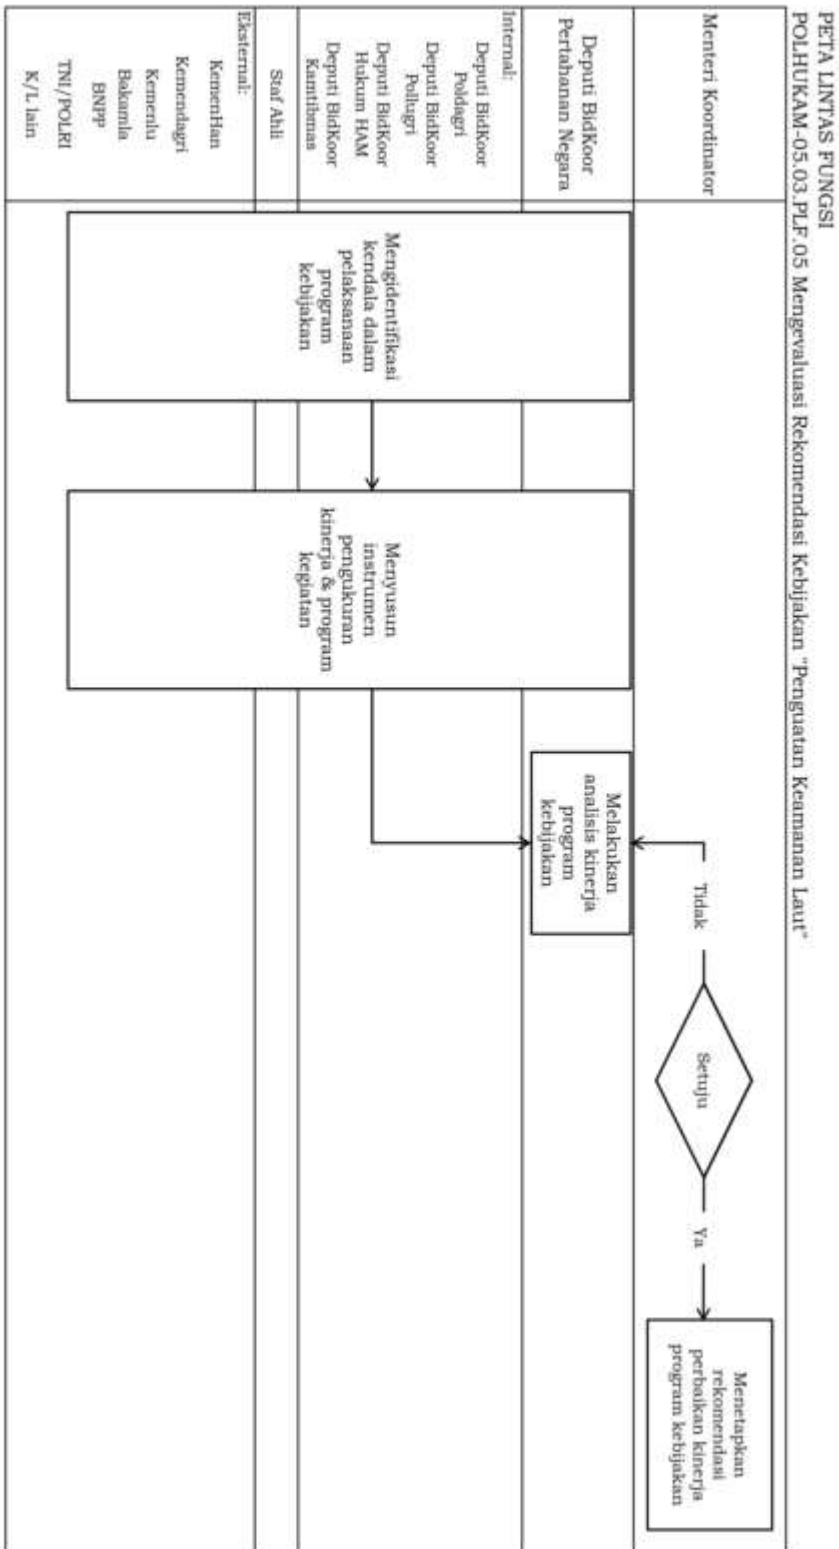 PETA LINTAS FUNGSI
POLHUKAM-05.03.PLF.05 Mengevaluasi Rekomendasi Kebijakan "Penguatan Keamanan Laut"
Menteri Koordinator
Tidak
Setuju
Ya
Menetapkan
rekomendasi
perbaikan kinerja
program kebijakan
Deputi BidKoor
Pertahanan Negara
Melakukan
analisis kinerja
program
kebijakan
Internal:
Deputi BidKoor
Poldagri
Deputi BidKoor
Pollugri
Deputi BidKoor
Hukum HAM
Deputi BidKoor
Kamtibmas
Staf Ahli
Eksternal:
KemenHan
Kemendagri
Kemenlu
Bakamla
BNPP
TNI/POLRI
K/L lain
Mengidentifikasi
kendala dalam
pelaksanaan
program
kebijakan
Menyusun
instrumen
pengukuran
kinerja & program
kegiatan